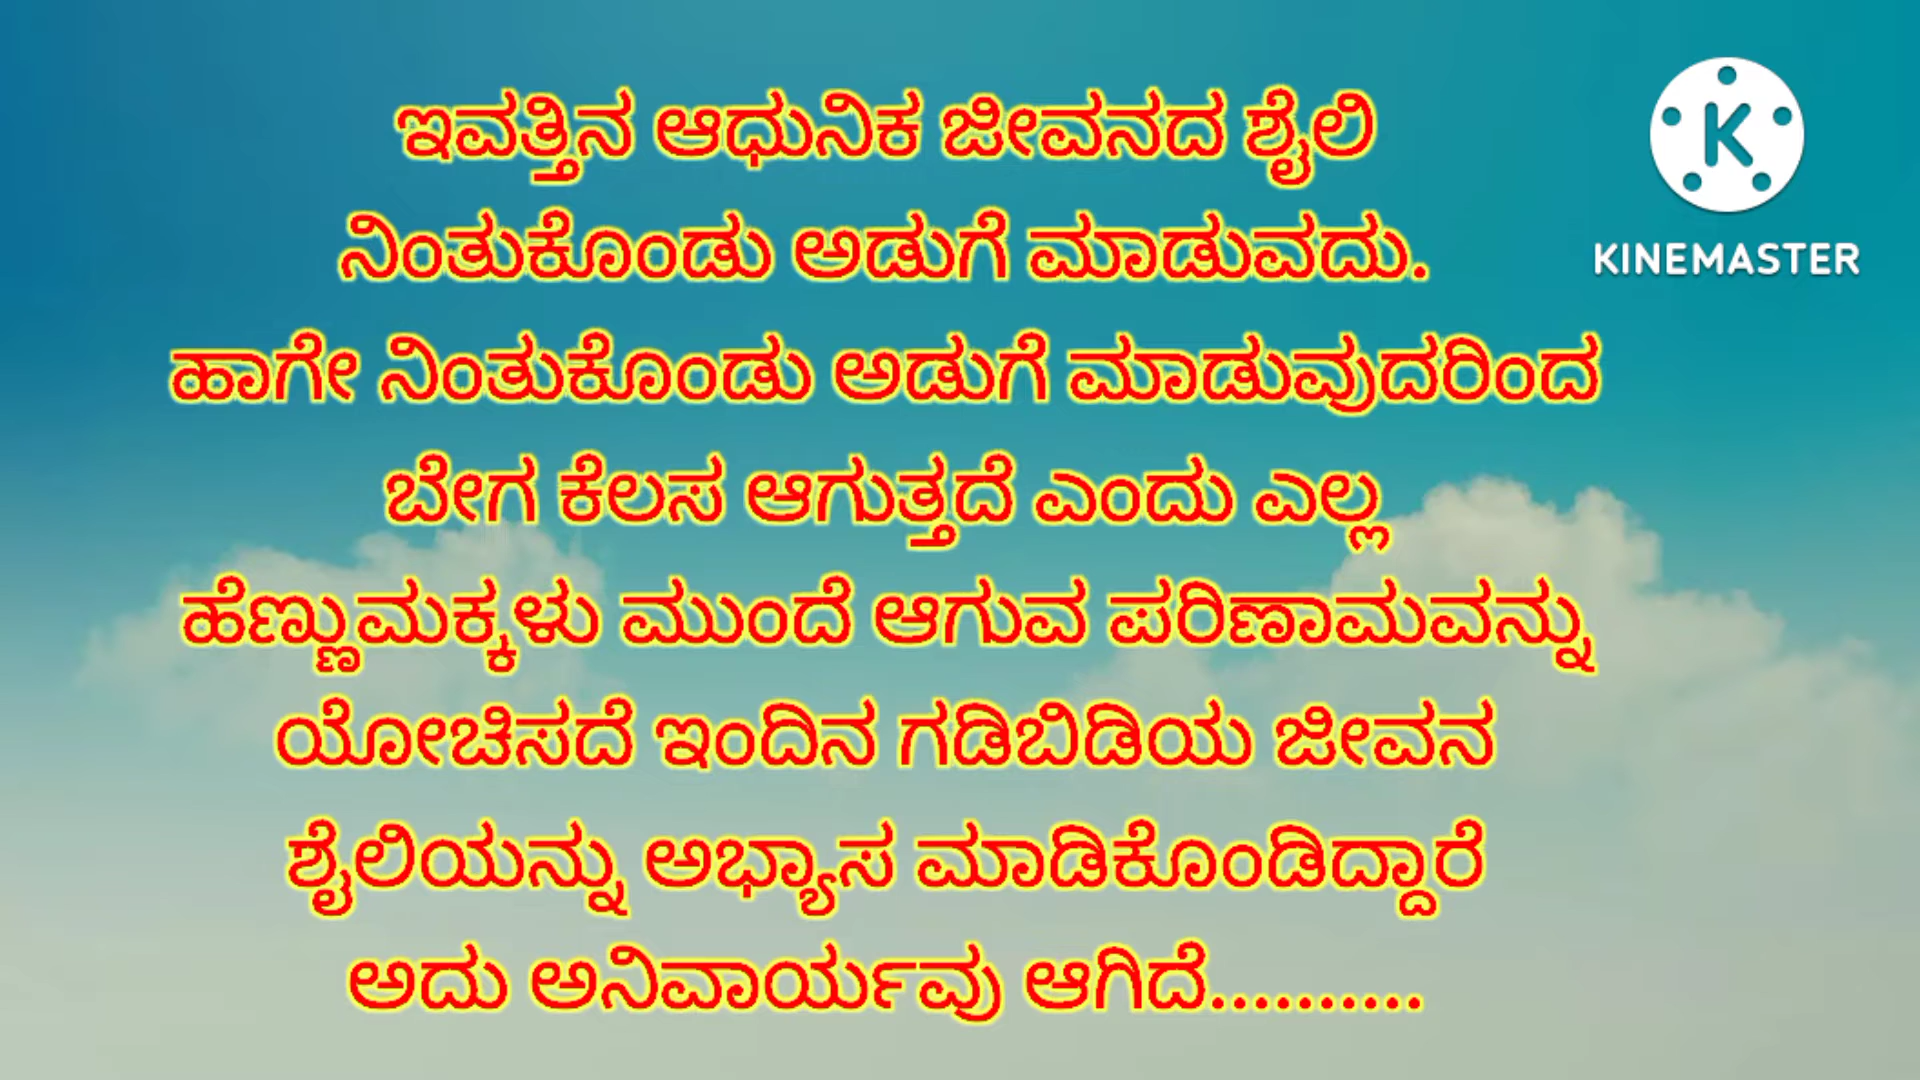 ಇವತ್ತಿನ ಆಧುನಿಕ ಜೀವನದ ಶೈಲಿ
ನಿಂತುಕೊಂಡು ಅಡುಗೆ ಮಾಡುವದು.
ಹಾಗೇ ನಿಂತುಕೊಂಡು ಅಡುಗೆ ಮಾಡುವುದರಿಂದ
ಬೇಗ ಕೆಲಸ ಆಗುತ್ತದೆ ಎಂದು ಎಲ್ಲ
ಹೆಣ್ಣುಮಕ್ಕಳು ಮುಂದೆ ಆಗುವ ಪರಿಣಾಮವನ್ನು
ಯೋಚಿಸದೆ ಇಂದಿನ ಗಡಿಬಿಡಿಯ ಜೀವನ
ಶೈಲಿಯನ್ನು ಅಭ್ಯಾಸ ಮಾಡಿಕೊಂಡಿದ್ದಾರೆ
ಅದು ಅನಿವಾರ್ಯವು ಆಗಿದೆ..........
K
KINEMASTER